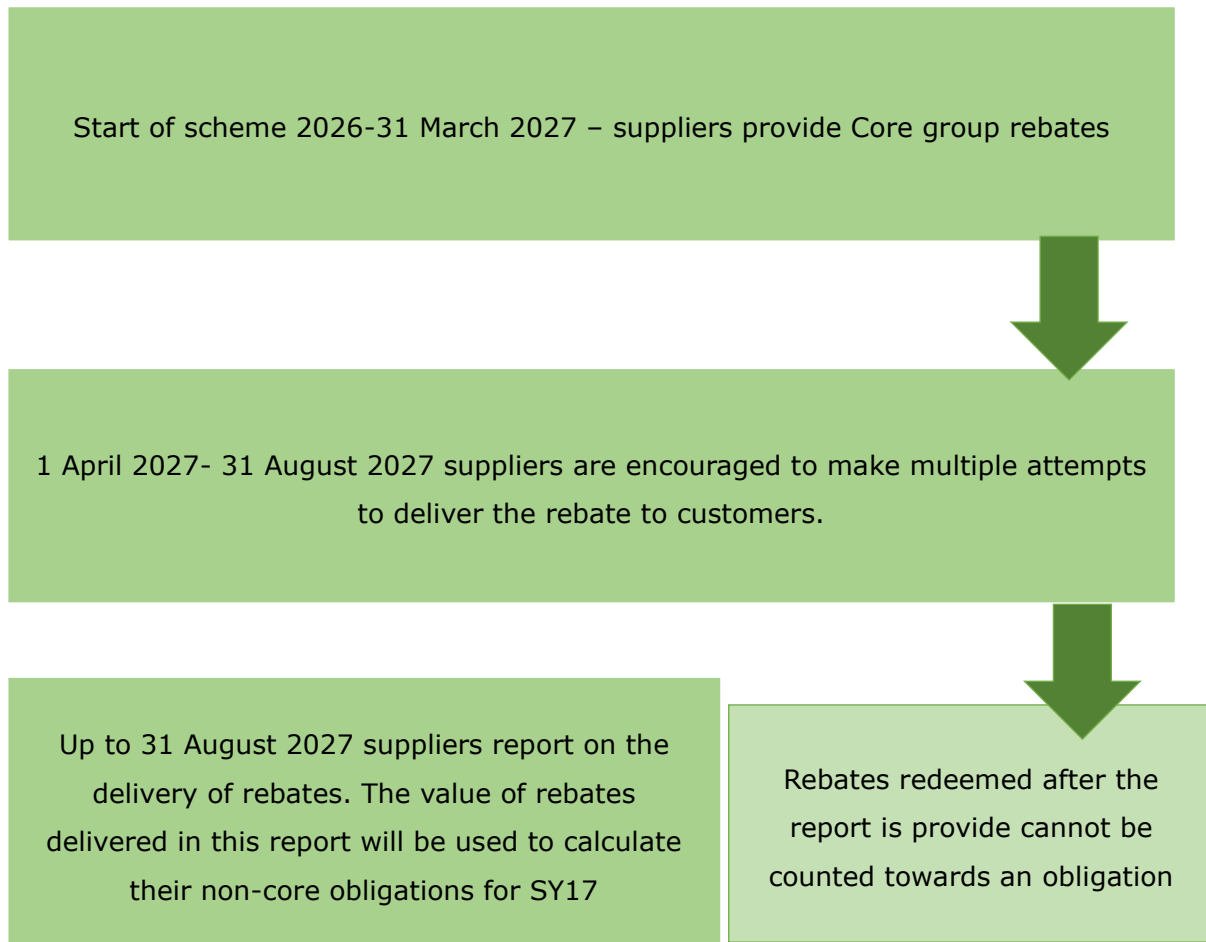 Start of scheme 2026-31 March 2027 – suppliers provide Core group rebates
1 April 2027- 31 August 2027 suppliers are encouraged to make multiple attempts
to deliver the rebate to customers.
Up to 31 August 2027 suppliers report on the
delivery of rebates. The value of rebates
delivered in this report will be used to calculate
their non-core obligations for SY17
Rebates redeemed after the
report is provide cannot be
counted towards an obligation